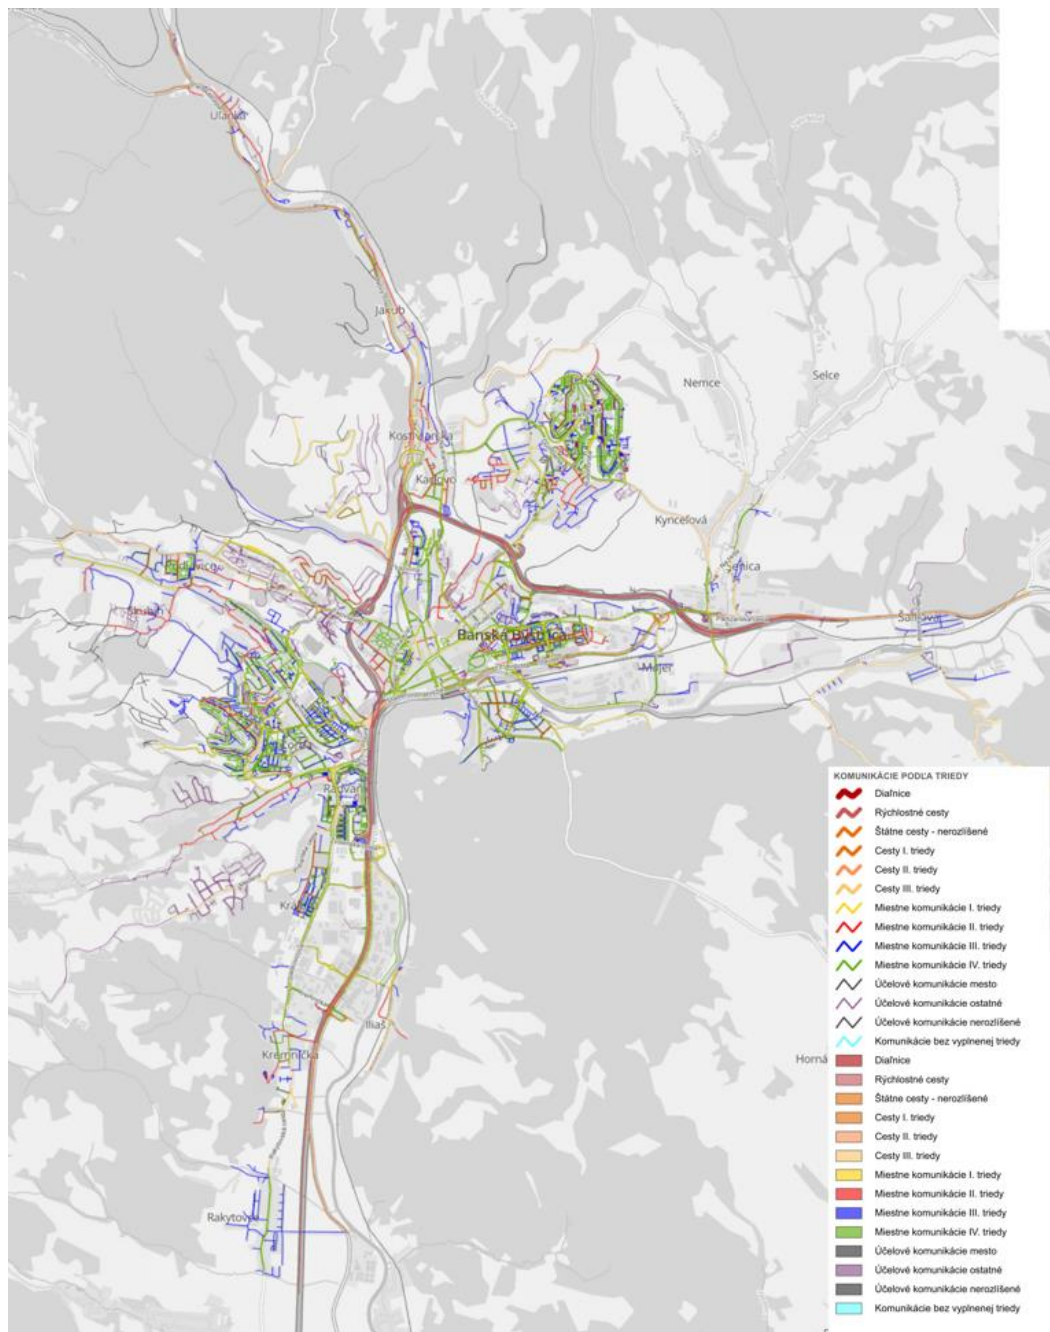 Uľanka
Jakub
Nemce
Selce
Kostiviarska
Karlovo
Kynceľová
Senica
Podlavice
Skubín
Šalková
Banská Bystrica
Majer
Radvaň
Iliaš
Kremnička
Horná
Rakytovce
KOMUNIKÁCIE PODĽA TRIEDY
Diaľnice
Rýchlostné cesty
Štátne cesty - nerozlíšené
Cesty I. triedy
Cesty II. triedy
Cesty III. triedy
Miestne komunikácie I. triedy
Miestne komunikácie II. triedy
Miestne komunikácie III. triedy
Miestne komunikácie IV. triedy
Účelové komunikácie mesto
Účelové komunikácie ostatné
Účelové komunikácie nerozlíšené
Komunikácie bez vyplnenej triedy
Diaľnice
Rýchlostné cesty
Štátne cesty - nerozlíšené
Cesty I. triedy
Cesty II. triedy
Cesty III. triedy
Miestne komunikácie I. triedy
Miestne komunikácie II. triedy
Miestne komunikácie III. triedy
Miestne komunikácie IV. triedy
Účelové komunikácie mesto
Účelové komunikácie ostatné
Účelové komunikácie nerozlíšené
Komunikácie bez vyplnenej triedy